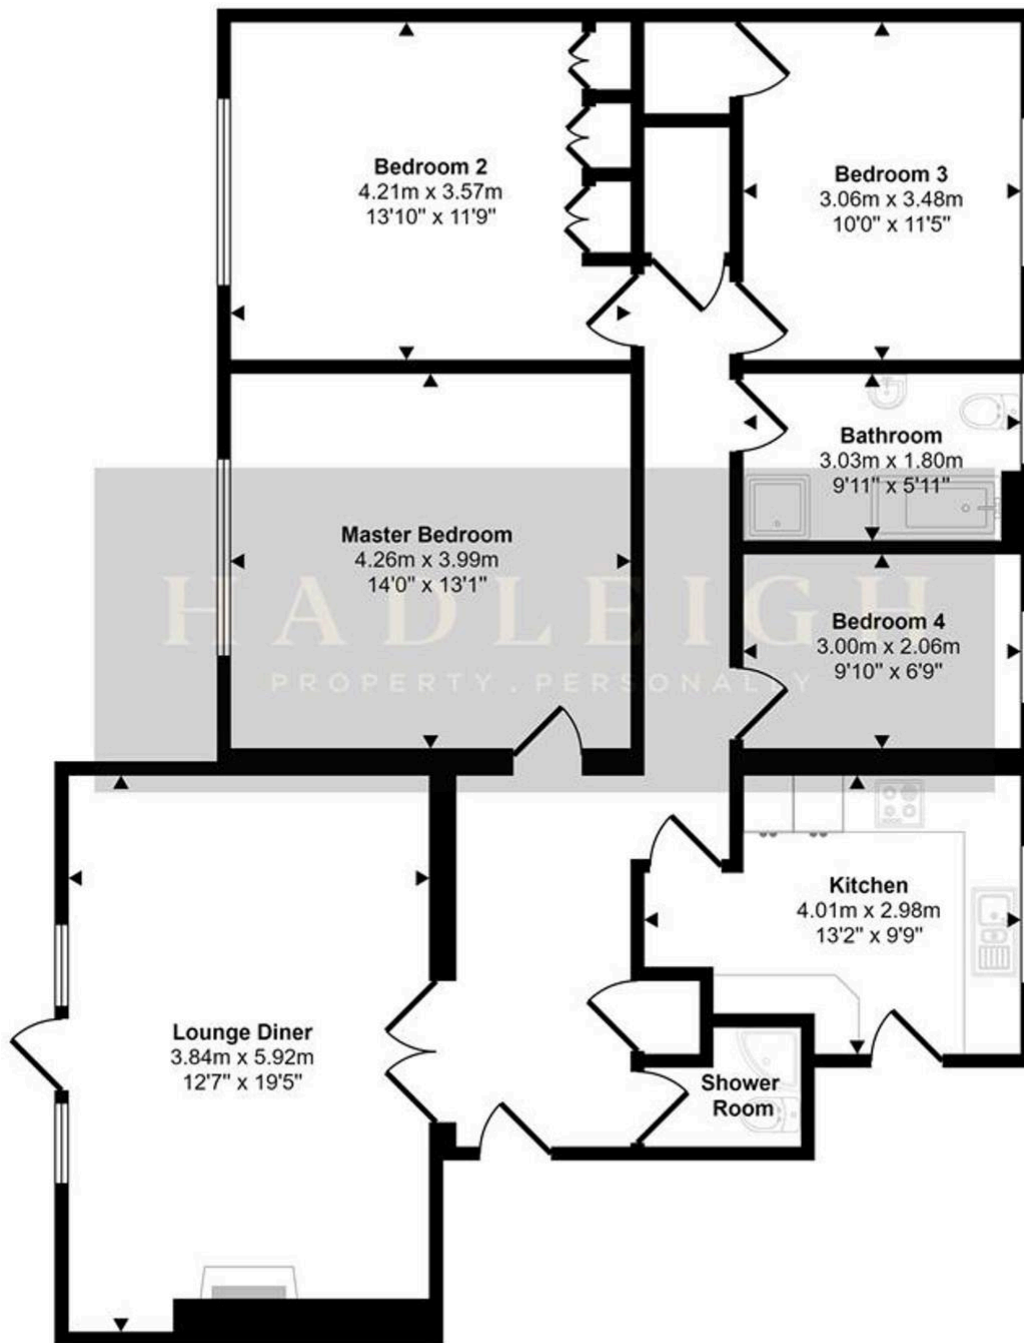 Bedroom 2
4.21m x 3.57m
13'10" x 11'9"
Bedroom 3
3.06m x 3.48m
10'0" x 11'5"
Bathroom
3.03m x 1.80m
9'11" x 5'11"
Master Bedroom
4.26m x 3.99m
14'0" x 13'1"
HADLEIGH
PROPERTY. PERSONALLY
Bedroom 4
3.00m x 2.06m
9'10" x 6'9"
Kitchen
4.01m x 2.98m
13'2" x 9'9"
Lounge Diner
3.84m x 5.92m
12'7" x 19'5"
Shower
Room